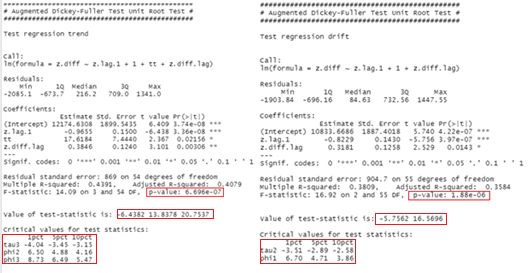 ###############################################
# Augmented Dickey-Fuller Test Unit Root Test #
###############################################
Test regression trend
Call:
lm(formula = z.diff ~ z.lag.1 + 1 + tt + z.diff.lag)
Residuals:
Min 1Q Median 3Q Max
-2085.1 -673.7 216.2 709.0 1341.0
Coefficients:
Estimate Std. Error t value Pr(>|t|)
(Intercept) 12174.6308 1899.5435 6.409 3.74e-08 ***
z.lag.1 -0.9655 0.1500 -6.438 3.36e-08 ***
tt 17.6184 7.4440 2.367 0.02156 *
z.diff.lag 0.3846 0.1240 3.101 0.00306 **
---
Signif. codes: 0 '***' 0.001 '**' 0.01 '*' 0.05 '.' 0.1 ' ' 1
Residual standard error: 869 on 54 degrees of freedom
Multiple R-squared: 0.4391, Adjusted R-squared: 0.4079
F-statistic: 14.09 on 3 and 54 DF, p-value: 6.696e-07
Value of test-statistic is: -6.4382 13.8378 20.7537
Critical values for test statistics:
1pct 5pct 10pct
tau3 -4.04 -3.45 -3.15
phi2 6.50 4.88 4.16
phi3 8.73 6.49 5.47
###############################################
# Augmented Dickey-Fuller Test Unit Root Test #
###############################################
Test regression drift
Call:
lm(formula = z.diff ~ z.lag.1 + 1 + z.diff.lag)
Residuals:
Min 1Q Median 3Q Max
-1903.84 -696.16 84.63 732.56 1447.55
Coefficients:
Estimate Std. Error t value Pr(>|t|)
(Intercept) 10833.6686 1887.4018 5.740 4.22e-07 ***
z.lag.1 -0.8229 0.1430 -5.756 3.97e-07 ***
z.diff.lag 0.3181 0.1258 2.529 0.0143 *
---
Signif. codes: 0 '***' 0.001 '**' 0.01 '*' 0.05 '.' 0.1 ' ' 1
Residual standard error: 904.7 on 55 degrees of freedom
Multiple R-squared: 0.3809, Adjusted R-squared: 0.3584
F-statistic: 16.92 on 2 and 55 DF, p-value: 1.88e-06
Value of test-statistic is: -5.7562 16.5696
Critical values for test statistics:
1pct 5pct 10pct
tau2 -3.51 -2.89 -2.58
phi1 6.70 4.71 3.86